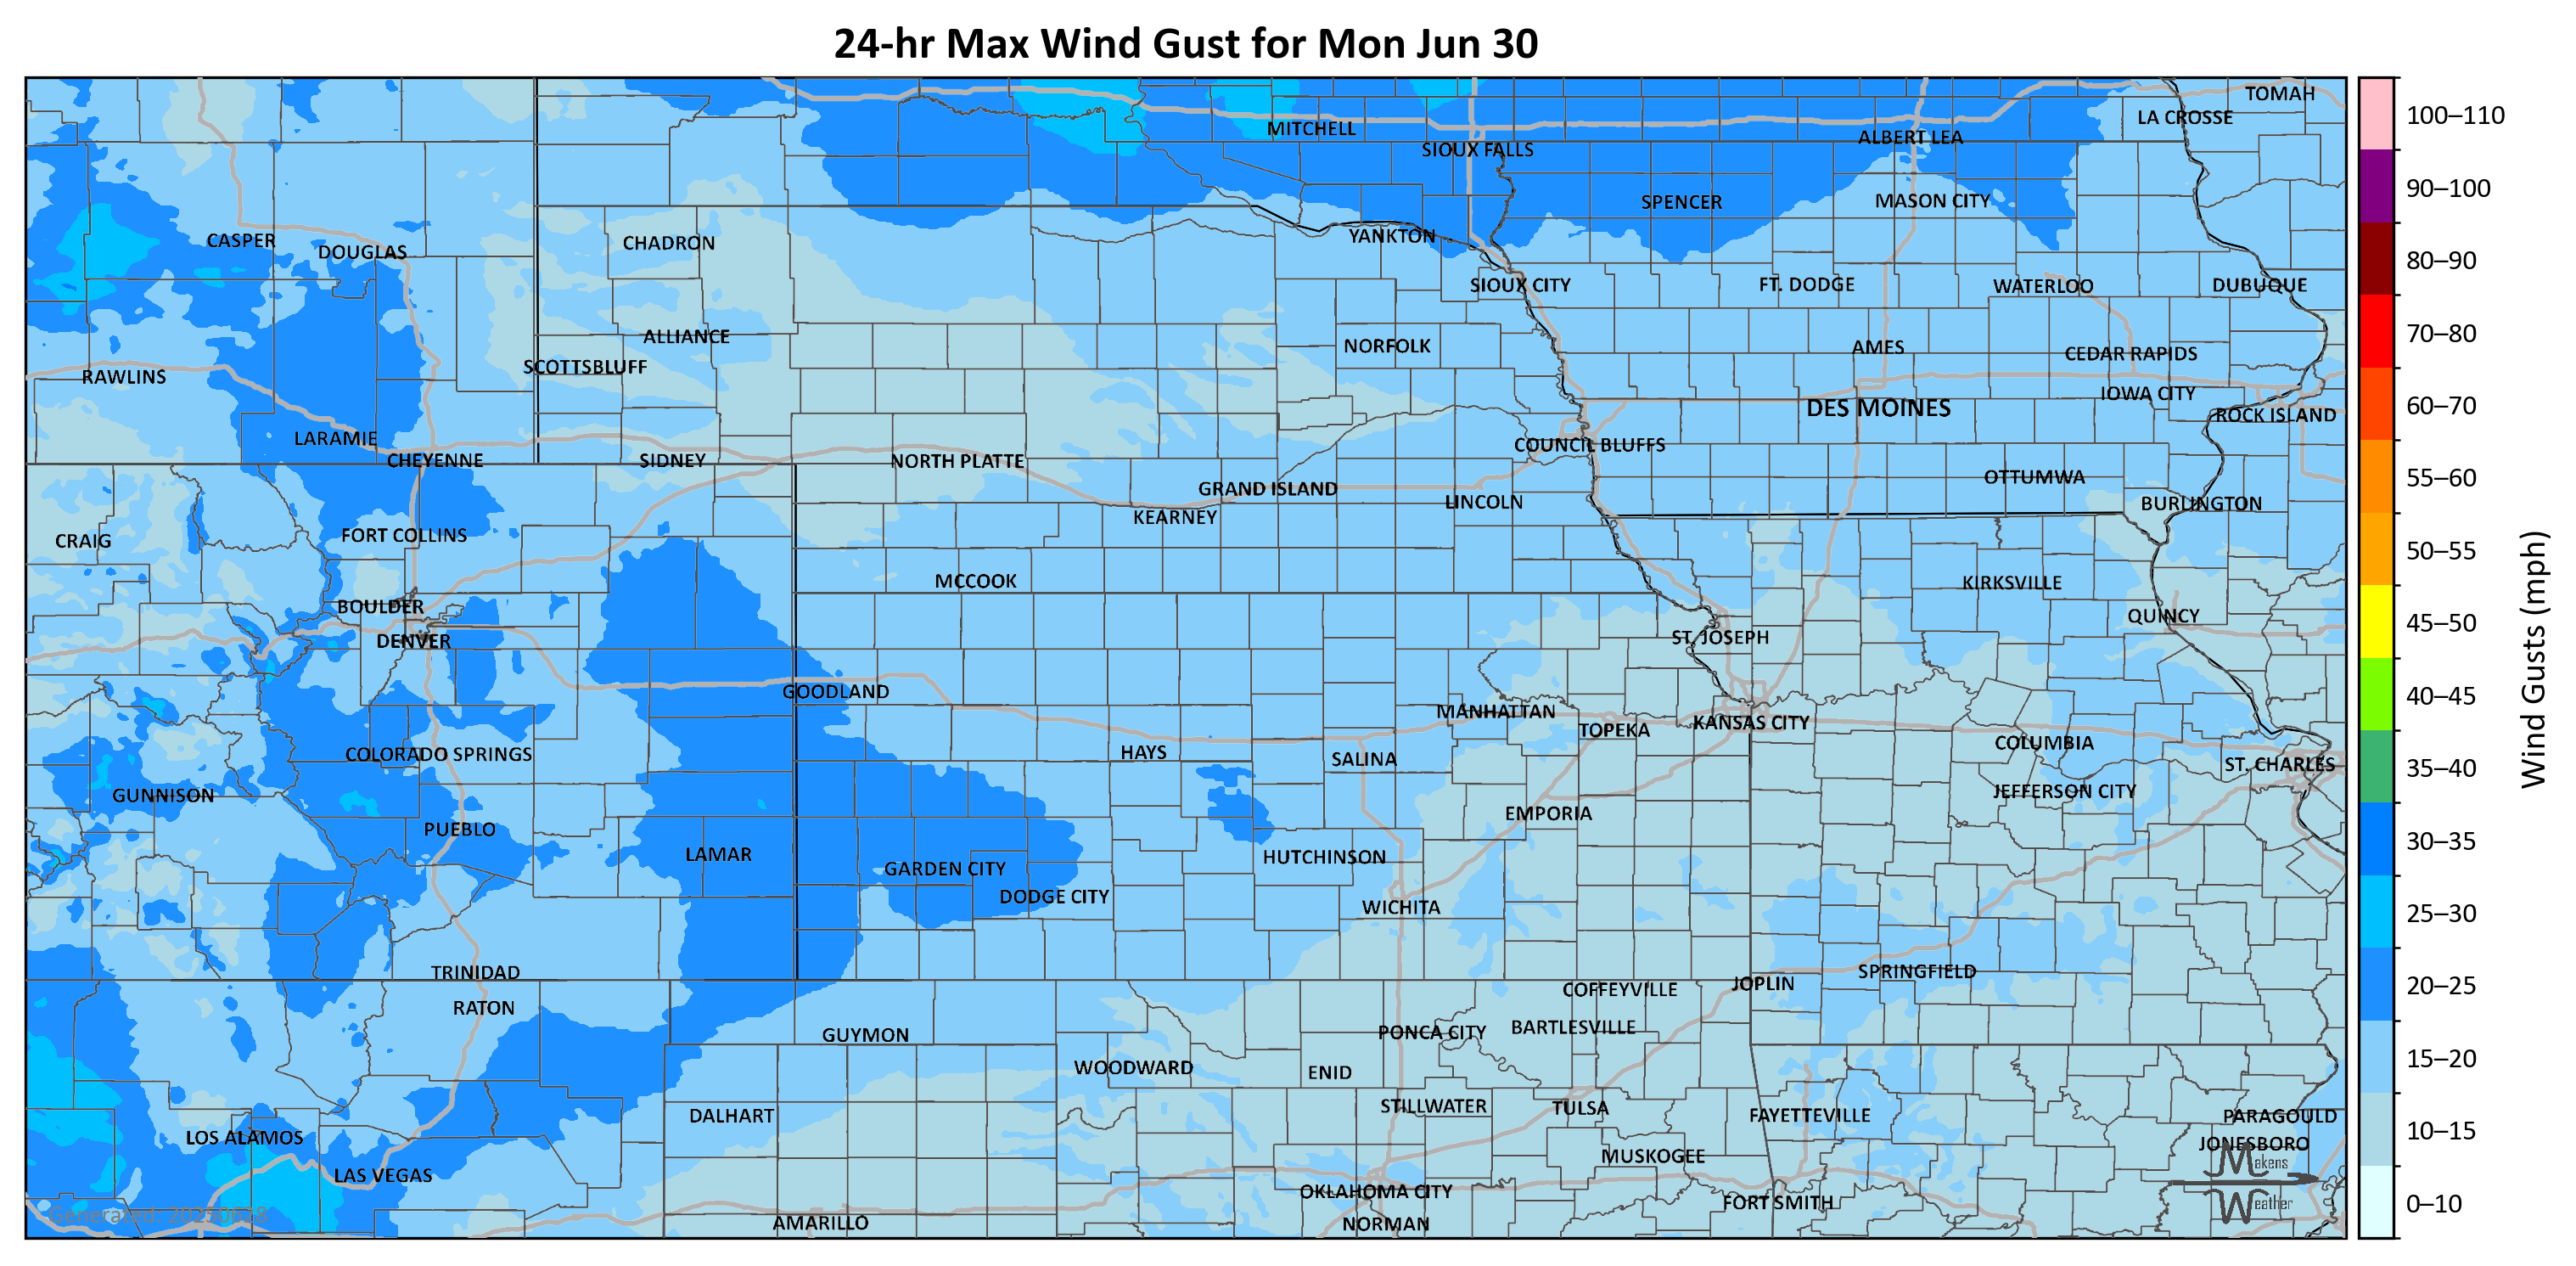 24-hr Max Wind Gust for Mon Jun 30
TOMAH
LA CROSSE
MITCHELL
ALBERT LEA
SIOUX FALLS
SPENCER
MASON CITY
YANKTON
CASPER
CHADRON
DOUGLAS
SIOUX CITY
FT. DODGE
WATERLOO
DUBUQUE
ALLIANCE
NORFOLK
AMES
CEDAR RAPIDS
SCOTTSBLUFF
RAWLINS
IOWA CITY
DES MOINES
ROCK ISLAND
LARAMIE
COUNCIL BLUFFS
CHEYENNE
SIDNEY
NORTH PLATTE
OTTUMWA
GRAND ISLAND
LINCOLN
BURLINGTON
KEARNEY
FORT COLLINS
CRAIG
MCCOOK
KIRKSVILLE
BOULDER
QUINCY
DENVER
ST. JOSEPH
GOODLAND
MANHATTAN
KANSAS CITY
TOPEKA
COLUMBIA
COLORADO SPRINGS
HAYS
SALINA
ST. CHARLES
GUNNISON
JEFFERSON CITY
EMPORIA
PUEBLO
LAMAR
HUTCHINSON
GARDEN CITY
DODGE CITY
WICHITA
TRINIDAD
SPRINGFIELD
JOPLIN
COFFEYVILLE
RATON
BARTLESVILLE
PONCA CITY
GUYMON
WOODWARD
ENID
STILLWATER
TULSA
DALHART
FAYETTEVILLE
PARAGOULD
LOS ALAMOS
JONESBORO
MUSKOGEE
LAS VEGAS
OKLAHOMA CITY
FORT SMITH
AMARILLO
NORMAN
Makens
Weather
Generated: 20250628
100–110
90–100
80–90
70–80
60–70
55–60
50–55
45–50
40–45
35–40
30–35
25–30
20–25
15–20
10–15
0–10
Wind Gusts (mph)